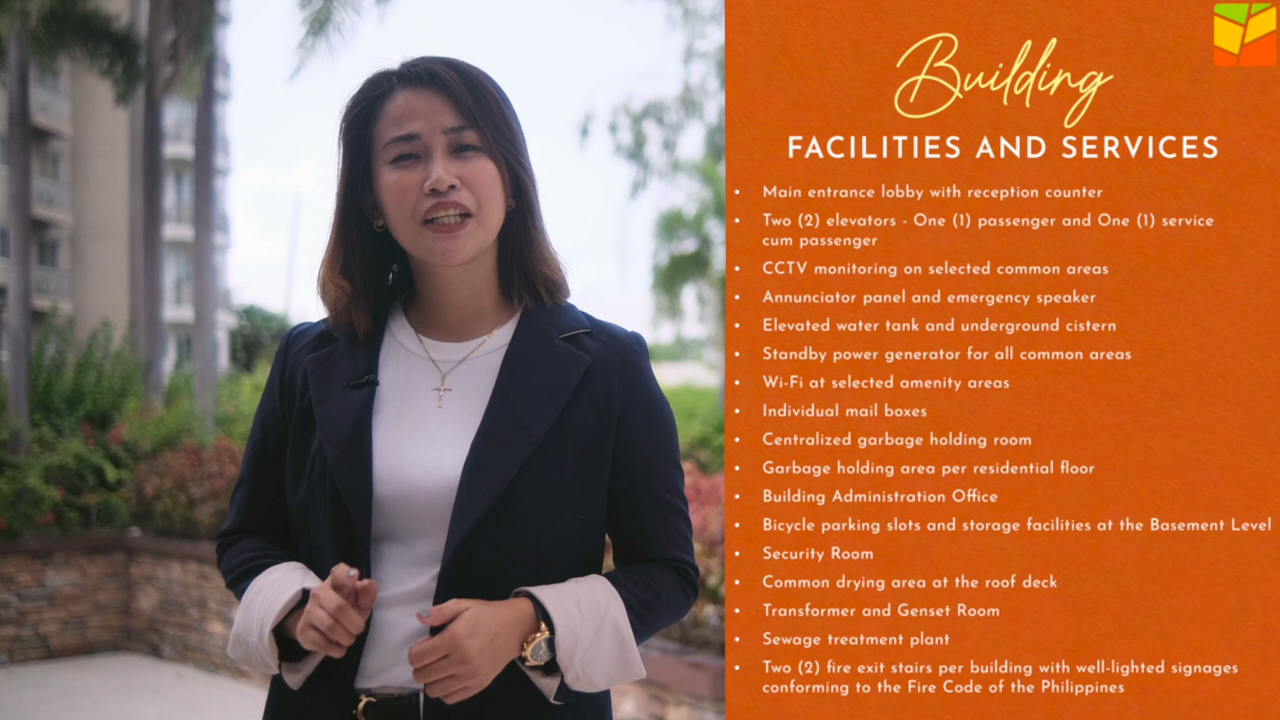 Building
FACILITIES AND SERVICES
• Main entrance lobby with reception counter
• Two (2) elevators - One (1) passenger and One (1) service
cum passenger
• CCTV monitoring on selected common areas
• Annunciator panel and emergency speaker
• Elevated water tank and underground cistern
• Standby power generator for all common areas
• Wi-Fi at selected amenity areas
• Individual mail boxes
• Centralized garbage holding room
• Garbage holding area per residential floor
• Building Administration Office
• Bicycle parking slots and storage facilities at the Basement Level
• Security Room
• Common drying area at the roof deck
• Transformer and Genset Room
• Sewage treatment plant
• Two (2) fire exit stairs per building with well-lighted signages
conforming to the Fire Code of the Philippines